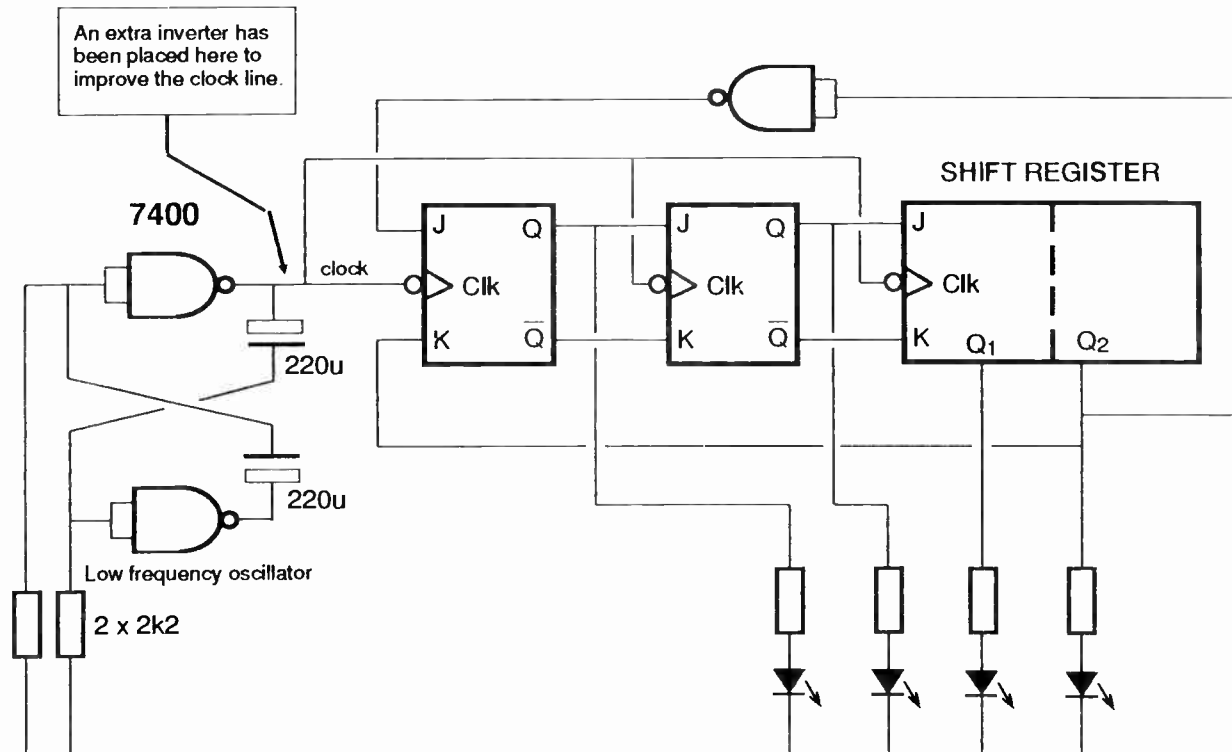 An extra inverter has
been placed here to
improve the clock line.
SHIFT REGISTER
7400
clock
J
Q
Clk
K
Q̅
J
Q
Clk
K
Q̅
J
Clk
K
Q1
Q2
220u
220u
Low frequency oscillator
2 x 2k2